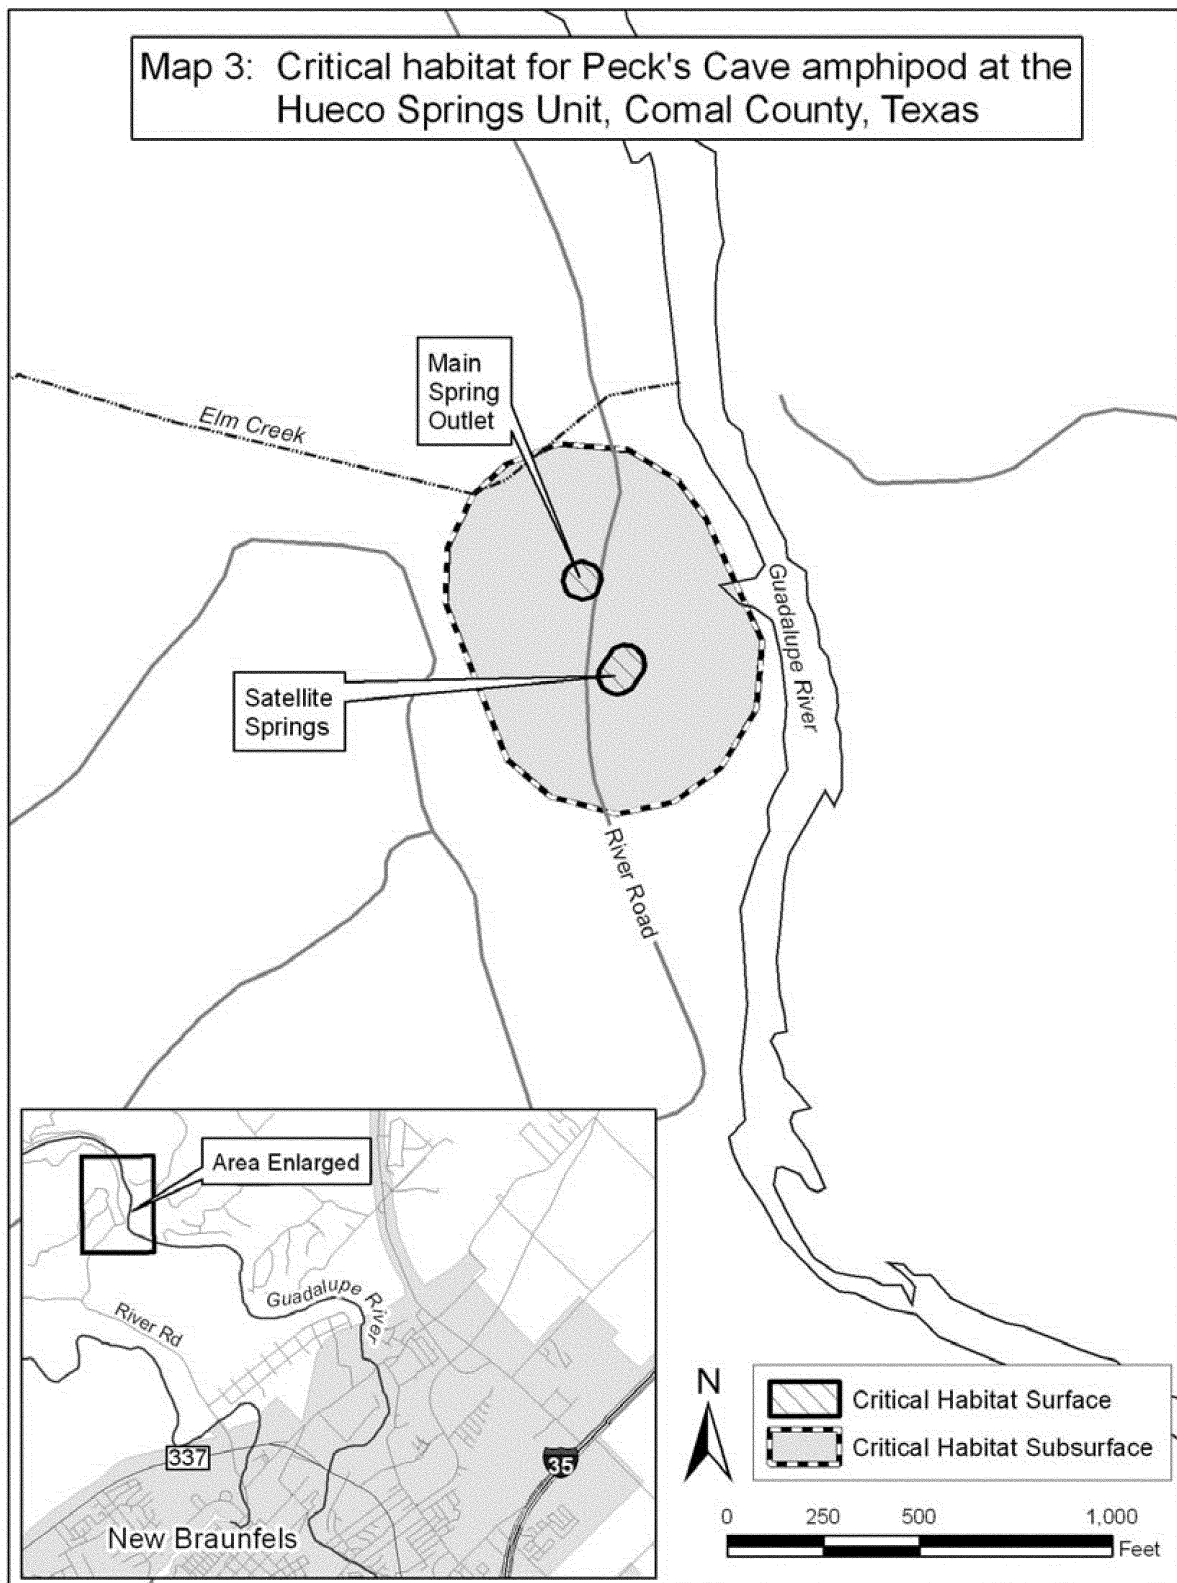 Map 3: Critical habitat for Peck's Cave amphipod at the
Hueco Springs Unit, Comal County, Texas
Main
Spring
Outlet
Elm Creek
Guadalupe River
Satellite
Springs
River Road
Area Enlarged
Guadalupe River
River Rd
337
35
New Braunfels
N
Critical Habitat Surface
Critical Habitat Subsurface
0 250 500 1,000
Feet